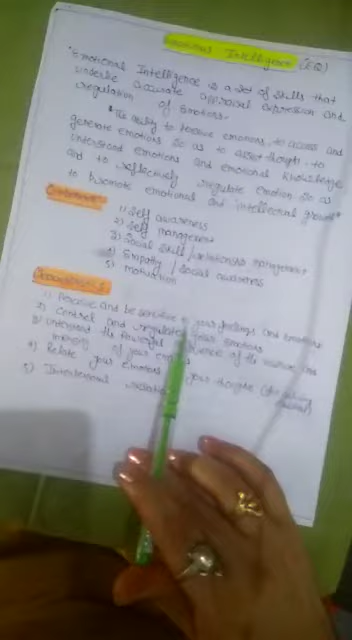 Emotional Intelligence (EQ)
"Emotional Intelligence is a set of skills that
underlie accurate appraisal expression and
regulation of emotions.
"The ability to perceive emotions, to access and
generate emotions so as to assist thought, to
understand emotions and emotional knowledge
and to reflectively regulate emotion so as
to promote emotional and intellectual growth"
Components
1) Self awareness
2) Self management
3) Social Skill/relationship management
4) Empathy/social awareness
5) motivation
1) Perceive and be sensitive to your feelings and emotions
2) Control and regulate your emotions
3) Understand the powerful of the nature and
of your
4) Relate your emotions your thoughts
5) Interpersonal